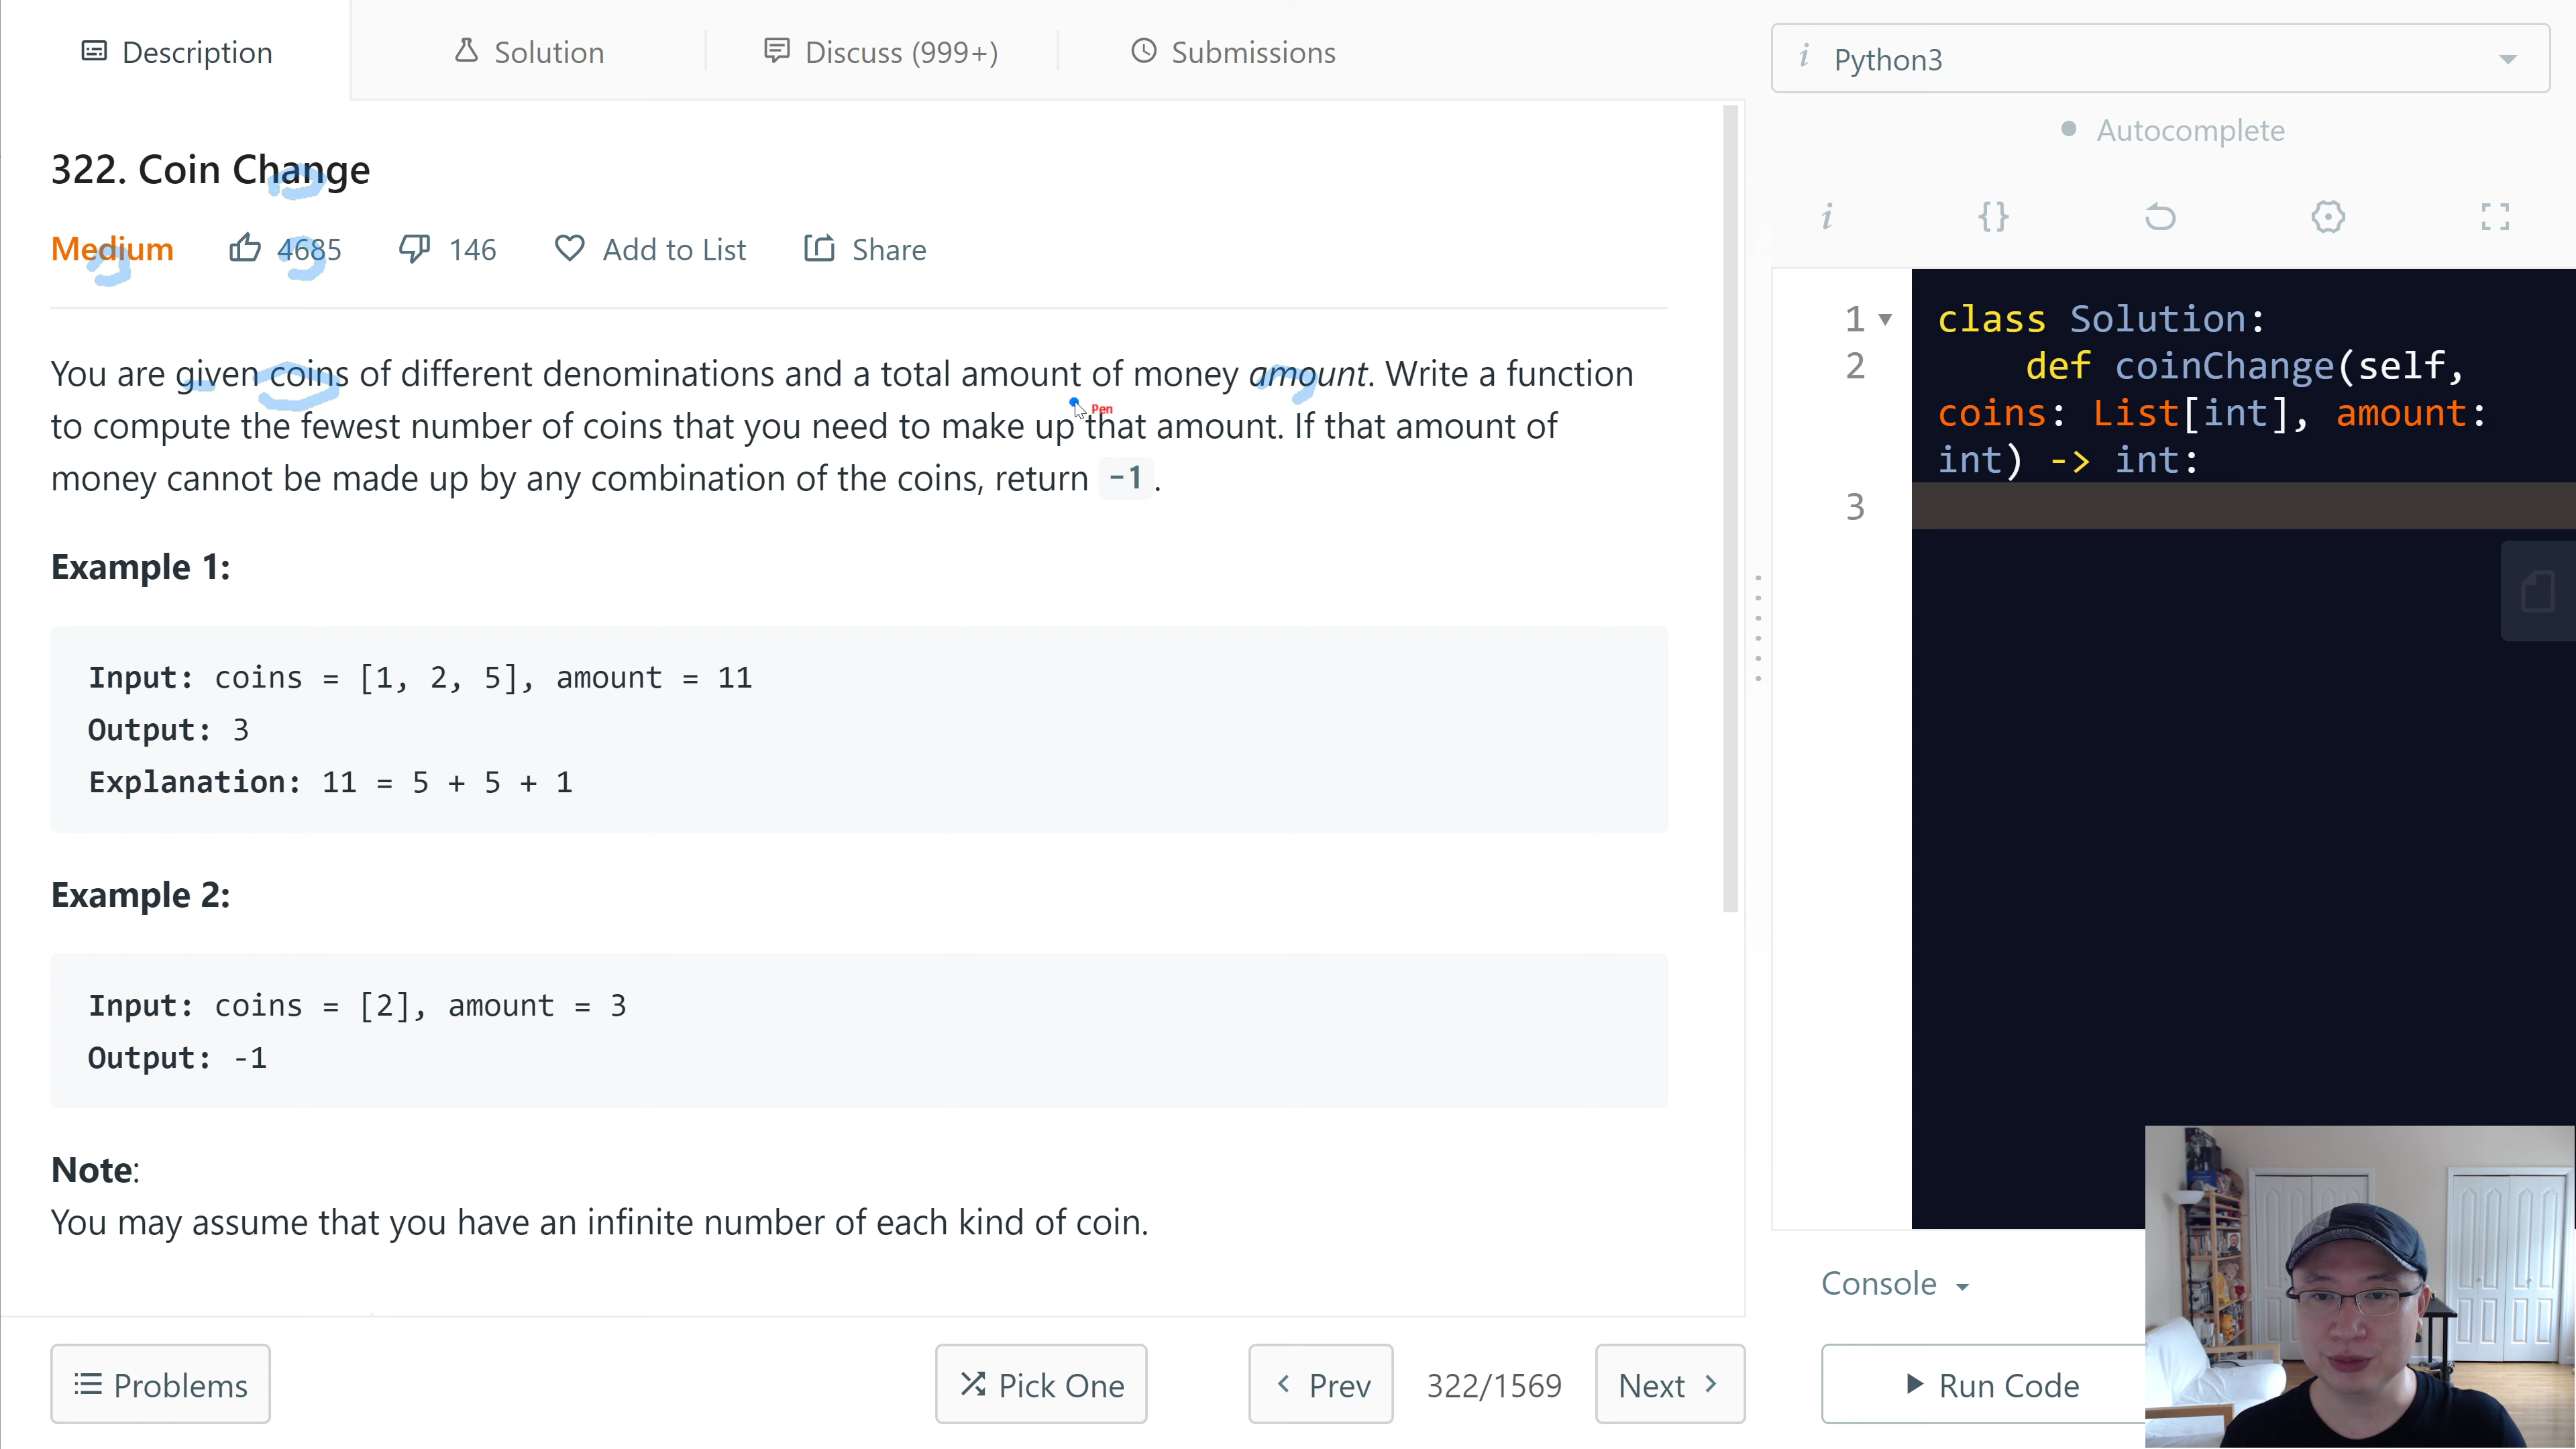 Description
Solution
Discuss (999+)
Submissions
322. Coin Change
Medium 4685 146 Add to List Share
You are given coins of different denominations and a total amount of money amount. Write a function
to compute the fewest number of coins that you need to make up that amount. If that amount of
money cannot be made up by any combination of the coins, return -1.
Pen
Example 1:
Input: coins = [1, 2, 5], amount = 11
Output: 3
Explanation: 11 = 5 + 5 + 1
Example 2:
Input: coins = [2], amount = 3
Output: -1
Note:
You may assume that you have an infinite number of each kind of coin.
Problems
Pick One
Prev
322/1569
Next
i Python3
Autocomplete
i {}
1 class Solution:
2 def coinChange(self,
coins: List[int], amount:
int) -> int:
3
Console
Run Code